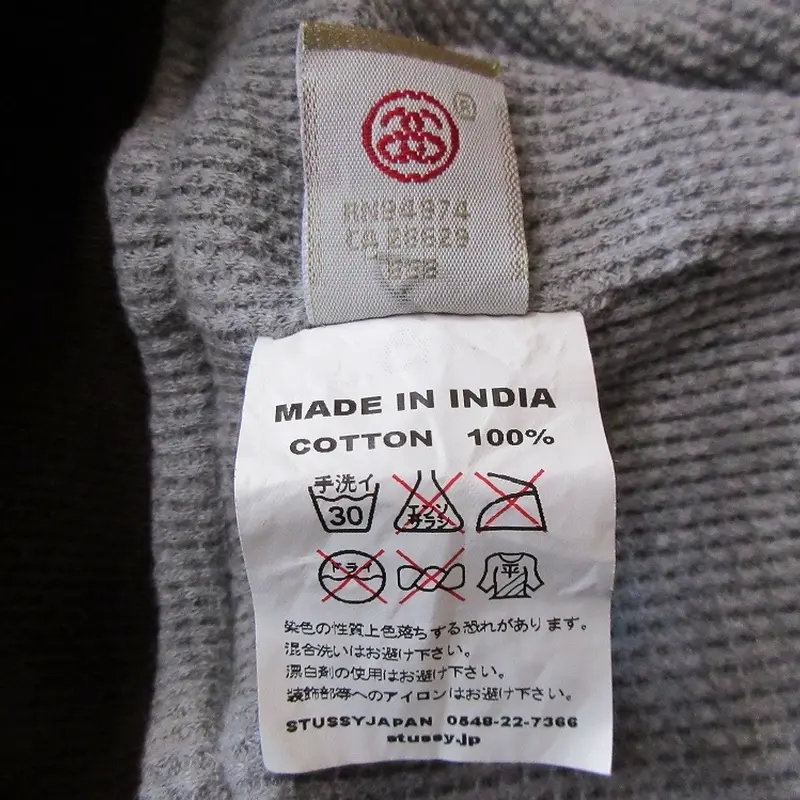 ®
RN94974
CA 28629
MADE IN INDIA
COTTON 100%
手洗イ
30
エンソ
サラシ
ドライ
平
染色の性質上色落ちする恐れがあります。
混合洗いはお避け下さい。
漂白剤の使用はお避け下さい。
装飾部等へのアイロンはお避け下さい。
STUSSYJAPAN 0548-22-7366
stussy.jp